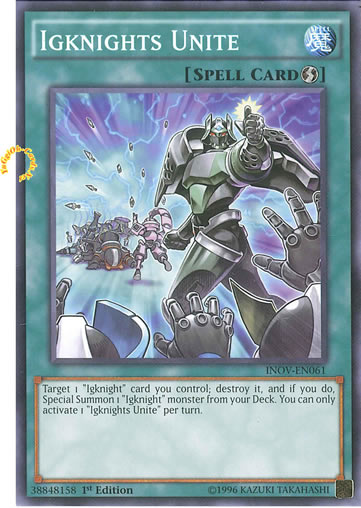 IGKNIGHTS UNITE
魔
[SPELL CARD]
INOV-EN061
Target 1 "Igknight" card you control; destroy it, and if you do,
Special Summon 1 "Igknight" monster from your Deck. You can only
activate 1 "Igknights Unite" per turn.
38848158 1st Edition ©1996 KAZUKI TAKAHASHI